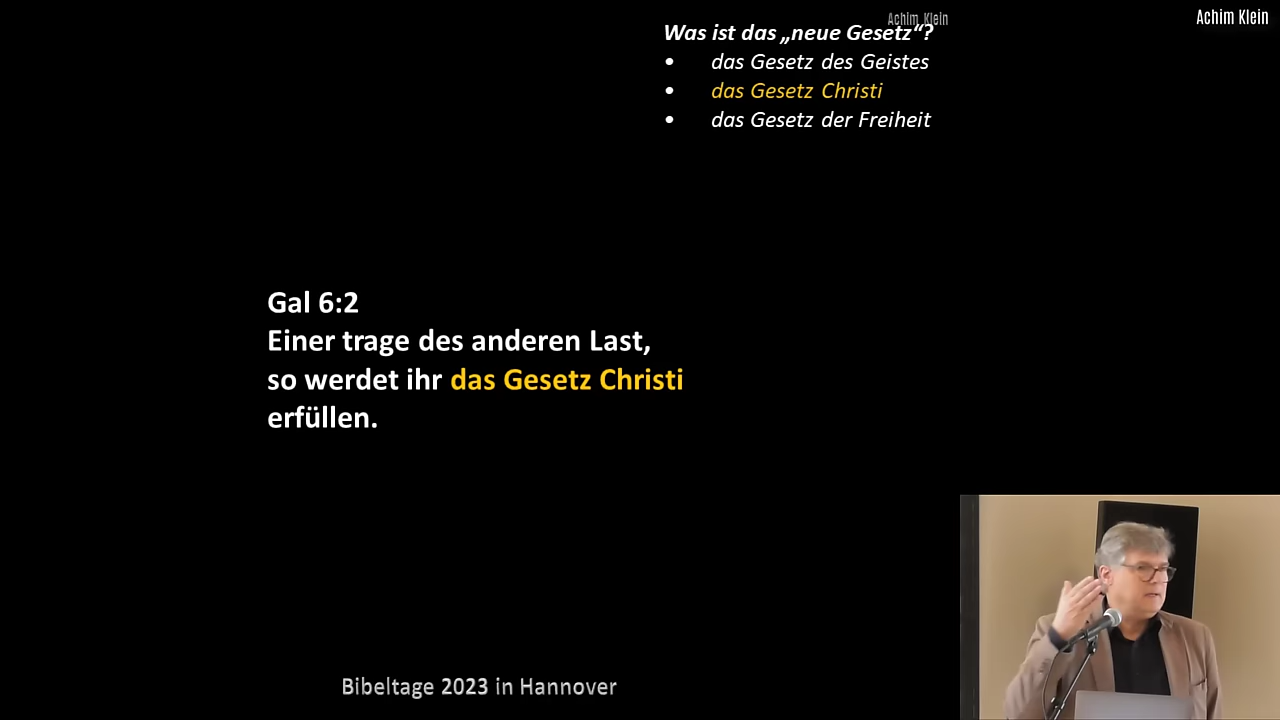 Achim Klein
Achim Klein
Was ist das „neue Gesetz“?
• das Gesetz des Geistes
• das Gesetz Christi
• das Gesetz der Freiheit
Gal 6:2
Einer trage des anderen Last,
so werdet ihr das Gesetz Christi
erfüllen.
Bibeltage 2023 in Hannover